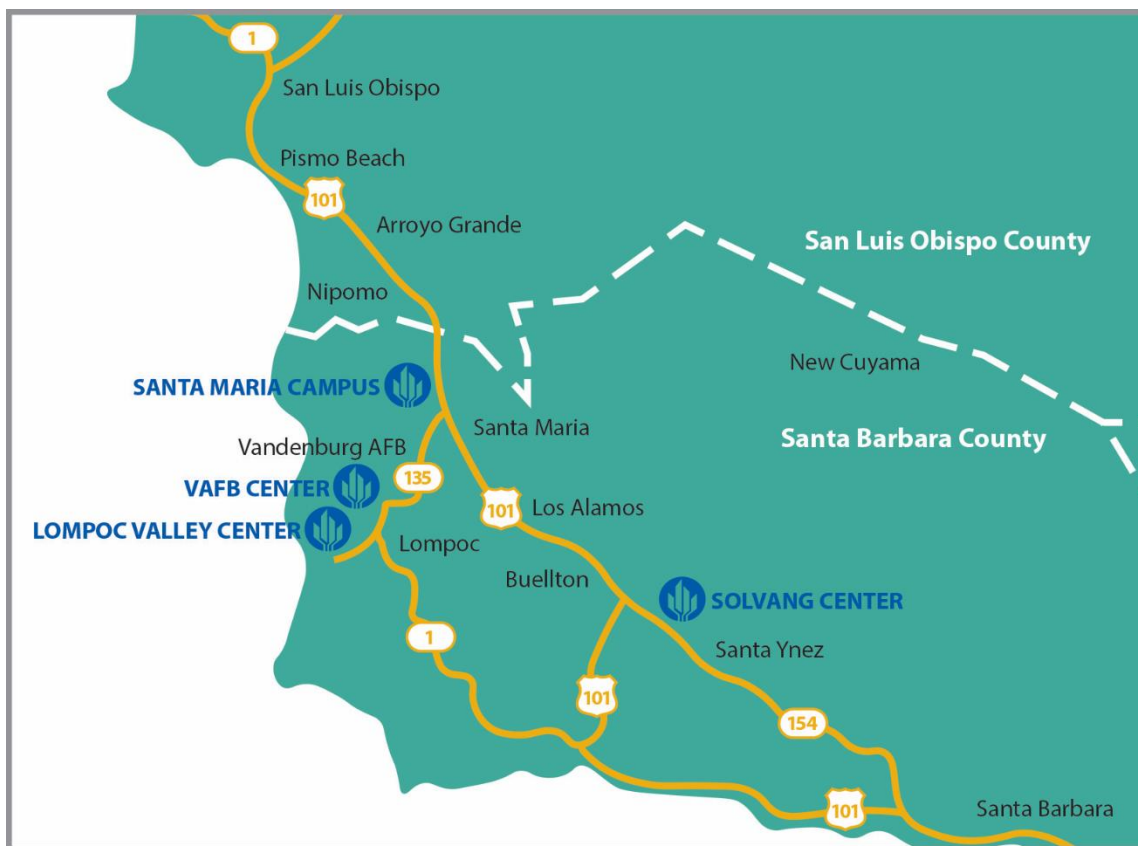 1
San Luis Obispo
Pismo Beach
101
Arroyo Grande
San Luis Obispo County
Nipomo
New Cuyama
SANTA MARIA CAMPUS
Santa Maria
Santa Barbara County
Vandenburg AFB
135
VAFB CENTER
101
Los Alamos
LOMPOC VALLEY CENTER
Lompoc
Buellton
SOLVANG CENTER
1
Santa Ynez
101
154
101
Santa Barbara